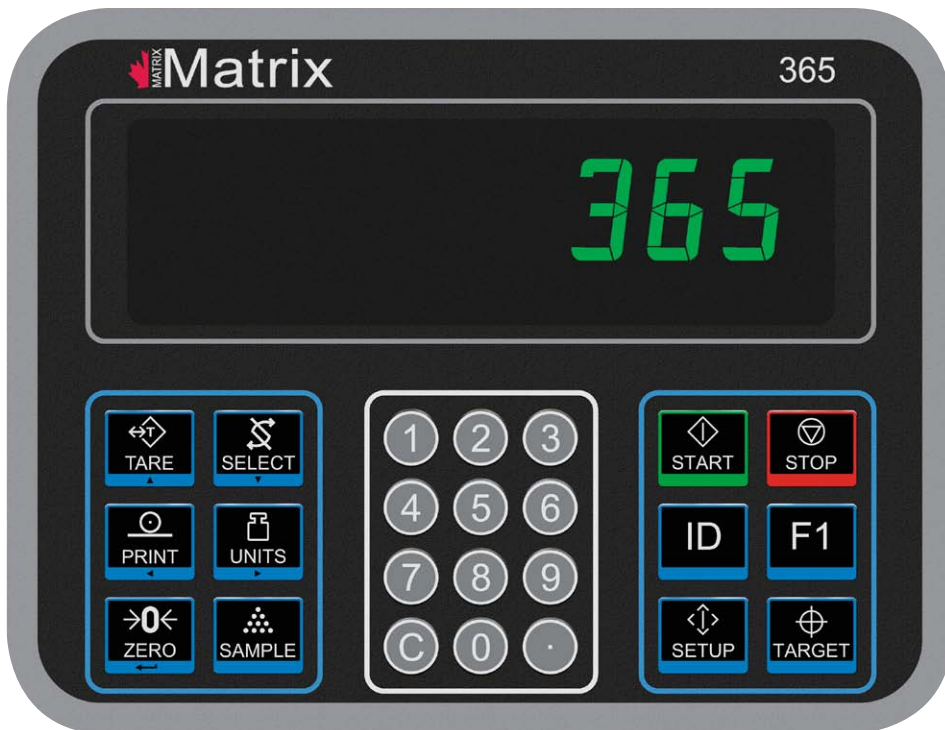 MATRIX Matrix 365
365
TARE SELECT
PRINT UNITS
ZERO SAMPLE
1 2 3
4 5 6
7 8 9
C 0 .
START STOP
ID F1
SETUP TARGET